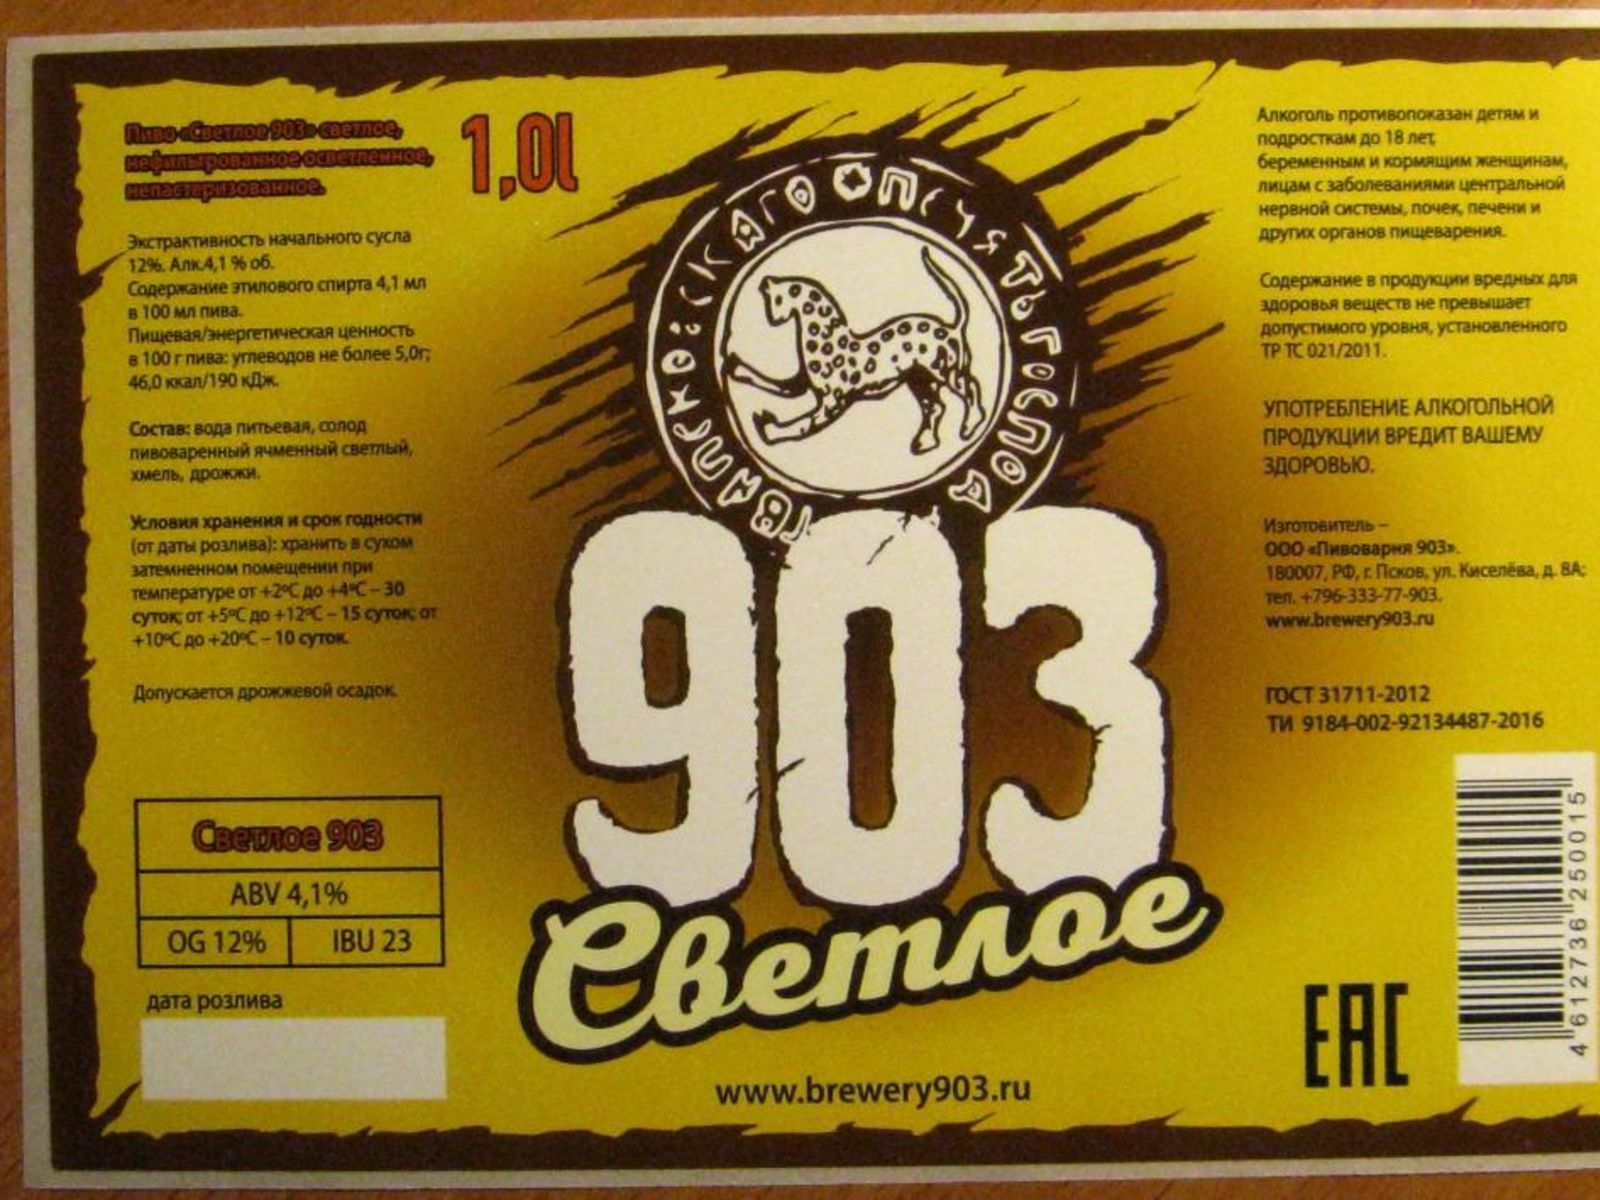 Пиво «Светлое 903» светлое,
нефильтрованное осветленное,
непастеризованное.
1,0l
Экстрактивность начального сусла
12%. Алк.4,1 % об.
Содержание этилового спирта 4,1 мл
в 100 мл пива.
Пищевая/энергетическая ценность
в 100 г пива: углеводов не более 5,0г;
46,0 ккал/190 кДж.
Состав: вода питьевая, солод
пивоваренный ячменный светлый,
хмель, дрожжи.
Условия хранения и срок годности
(от даты розлива): хранить в сухом
затемненном помещении при
температуре от +2ºС до +4ºС – 30
суток; от +5ºС до +12ºС – 15 суток; от
+10ºС до +20ºС – 10 суток.
Допускается дрожжевой осадок.
Светлое 903
ABV 4,1%
OG 12% IBU 23
дата розлива
903
Светлое
www.brewery903.ru
Алкоголь противопоказан детям и
подросткам до 18 лет,
беременным и кормящим женщинам,
лицам с заболеваниями центральной
нервной системы, почек, печени и
других органов пищеварения.
Содержание в продукции вредных для
здоровья веществ не превышает
допустимого уровня, установленного
ТР ТС 021/2011.
УПОТРЕБЛЕНИЕ АЛКОГОЛЬНОЙ
ПРОДУКЦИИ ВРЕДИТ ВАШЕМУ
ЗДОРОВЬЮ.
Изготовитель –
ООО «Пивоварня 903».
180007, РФ, г. Псков, ул. Киселёва, д. 8А;
тел. +796-333-77-903.
www.brewery903.ru
ГОСТ 31711-2012
ТИ 9184-002-92134487-2016
EAC
4 612736 250015